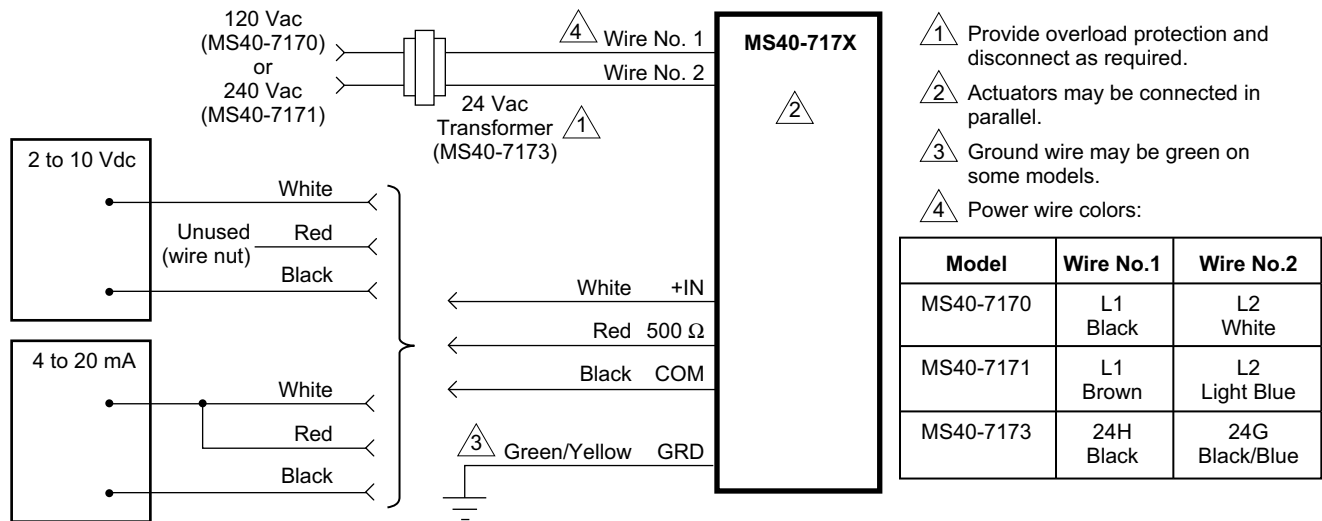 120 Vac
(MS40-7170)
or
240 Vac
(MS40-7171)
4 Wire No. 1
Wire No. 2
24 Vac
Transformer 1
(MS40-7173)
MS40-717X
2
2 to 10 Vdc
White
Unused
(wire nut)
Red
Black
4 to 20 mA
White
Red
Black
White +IN
Red 500 Ω
Black COM
3 Green/Yellow GRD
1 Provide overload protection and
disconnect as required.
2 Actuators may be connected in
parallel.
3 Ground wire may be green on
some models.
4 Power wire colors:
Model Wire No.1 Wire No.2
MS40-7170 L1 L2
Black White
MS40-7171 L1 L2
Brown Light Blue
MS40-7173 24H 24G
Black Black/Blue